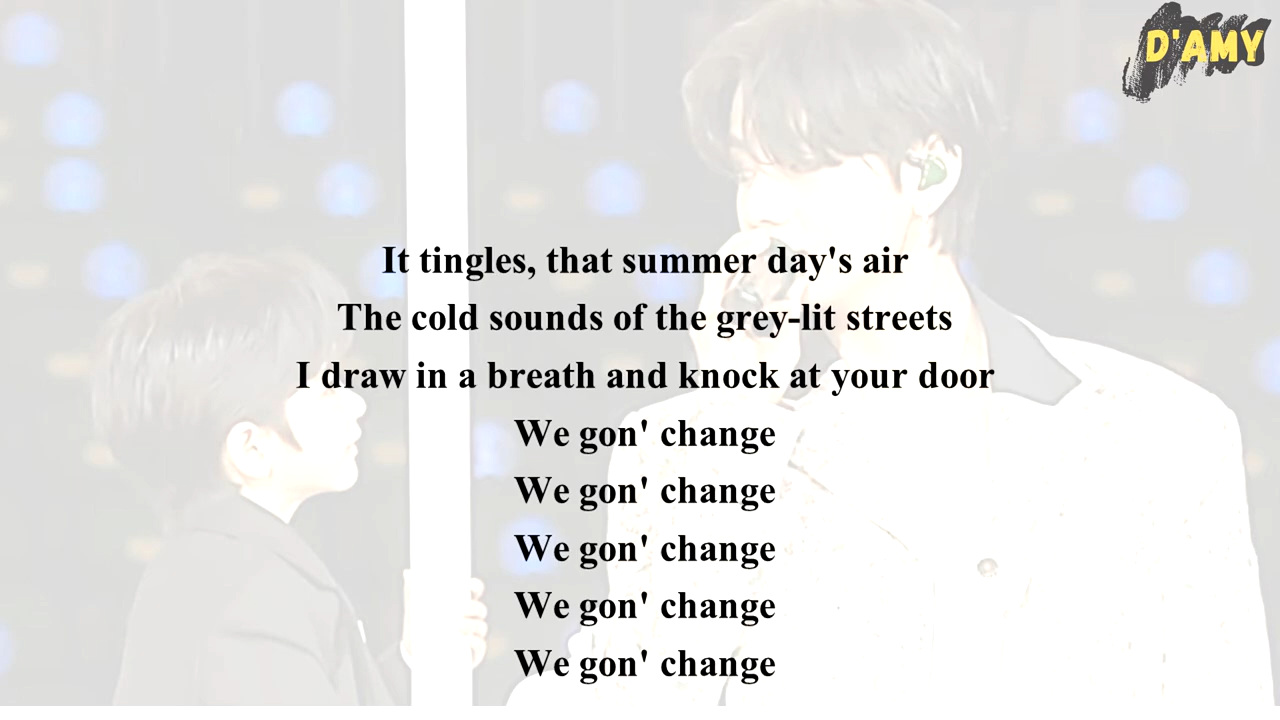 D'AMY
It tingles, that summer day's air
The cold sounds of the grey-lit streets
I draw in a breath and knock at your door
We gon' change
We gon' change
We gon' change
We gon' change
We gon' change